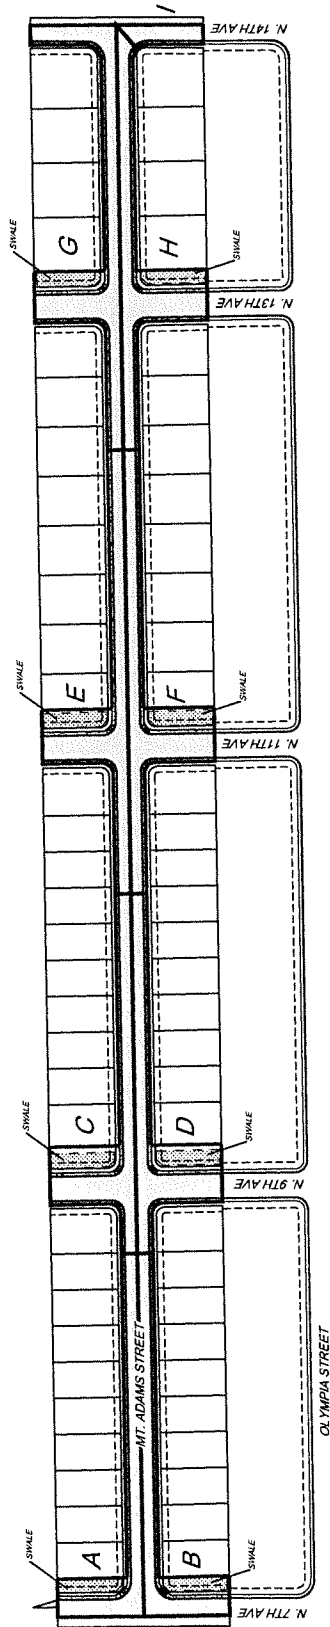 N. 14TH AVE
SWALE
G
H
SWALE
N. 13TH AVE
SWALE
E
F
SWALE
N. 11TH AVE
SWALE
C
D
SWALE
N. 9TH AVE
MT. ADAMS STREET
OLYMPIA STREET
SWALE
A
B
SWALE
N. 7TH AVE